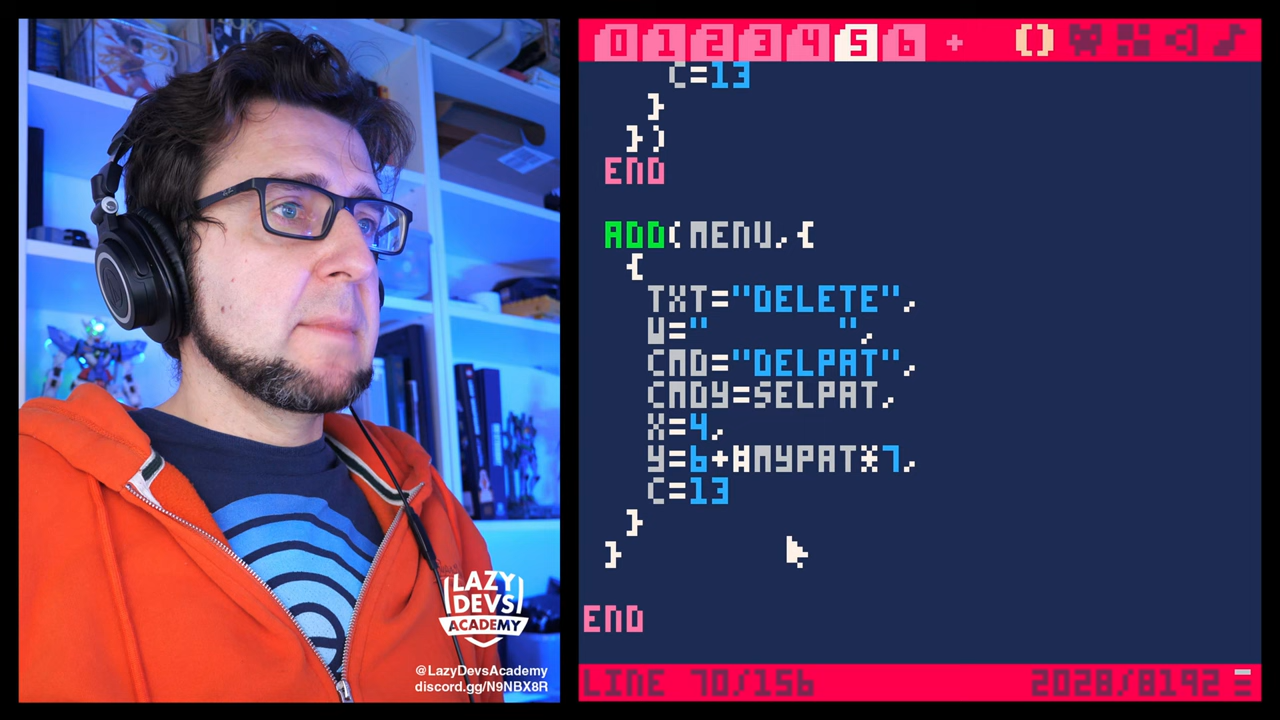 0 1 2 3 4 5 6 + ()
C=13
}
})
END
ADD(MENU,{
{
TXT="DELETE",
W="       ",
CMD="DELPAT",
CMDY=SELPAT,
X=4,
Y=6+#MYPAT*7,
C=13
}
}
END
LINE 70/156 2028/8192
LAZY
DEVS
ACADEMY
@LazyDevsAcademy
discord.gg/N9NBX8R